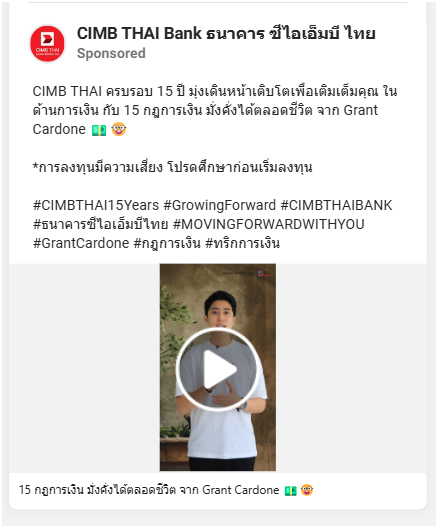 CIMB THAI Bank ธนาคาร ซีไอเอ็มบี ไทย
Sponsored
CIMB THAI
CIMB THAI ครบรอบ 15 ปี มุ่งเดินหน้าเติบโตเพื่อเติมเต็มคุณ ใน
ด้านการเงิน กับ 15 กฎการเงิน มั่งคั่งได้ตลอดชีวิต จาก Grant
Cardone 💵 🤓
*การลงทุนมีความเสี่ยง โปรดศึกษาก่อนเริ่มลงทุน
#CIMBTHAI15Years #GrowingForward #CIMBTHAIBANK
#ธนาคารซีไอเอ็มบีไทย #MOVINGFORWARDWITHYOU
#GrantCardone #กฎการเงิน #ทริกการเงิน
15 กฎการเงิน มั่งคั่งได้ตลอดชีวิต จาก Grant Cardone 💵 🤓